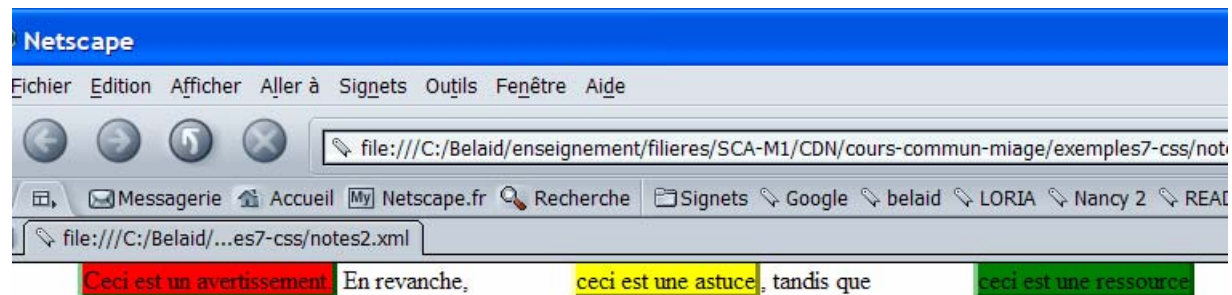 Netscape
Fichier Edition Afficher Aller à Signets Outils Fenêtre Aide
file:///C:/Belaid/enseignement/filieres/SCA-M1/CDN/cours-commun-miage/exemples7-css/note
Messagerie Accueil My Netscape.fr Recherche Signets Google belaid LORIA Nancy 2 READ
file:///C:/Belaid/...es7-css/notes2.xml
Ceci est un avertissement. En revanche, ceci est une astuce, tandis que ceci est une ressource